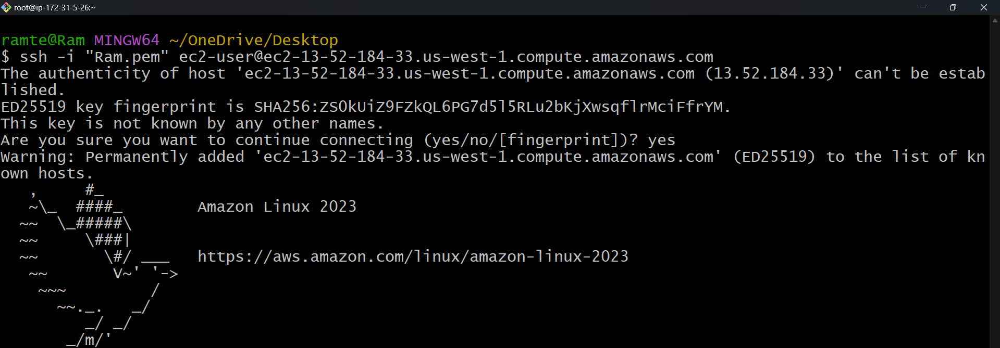 root@ip-172-31-5-26:~
ramte@Ram MINGW64 ~/OneDrive/Desktop
$ ssh -i "Ram.pem" ec2-user@ec2-13-52-184-33.us-west-1.compute.amazonaws.com
The authenticity of host 'ec2-13-52-184-33.us-west-1.compute.amazonaws.com (13.52.184.33)' can't be estab
lished.
ED25519 key fingerprint is SHA256:ZS0kUiZ9FZkQL6PG7d5l5RLu2bKjXwsqflrMciFfrYM.
This key is not known by any other names.
Are you sure you want to continue connecting (yes/no/[fingerprint])? yes
Warning: Permanently added 'ec2-13-52-184-33.us-west-1.compute.amazonaws.com' (ED25519) to the list of kn
own hosts.
   ,     #_
   ~\_  ####_        Amazon Linux 2023
  ~~  \_#####\
  ~~     \###|
  ~~       \#/ ___   https://aws.amazon.com/linux/amazon-linux-2023
   ~~       V~' '->
    ~~~         /
      ~~._.   _/
         _/ _/
       _/m/'